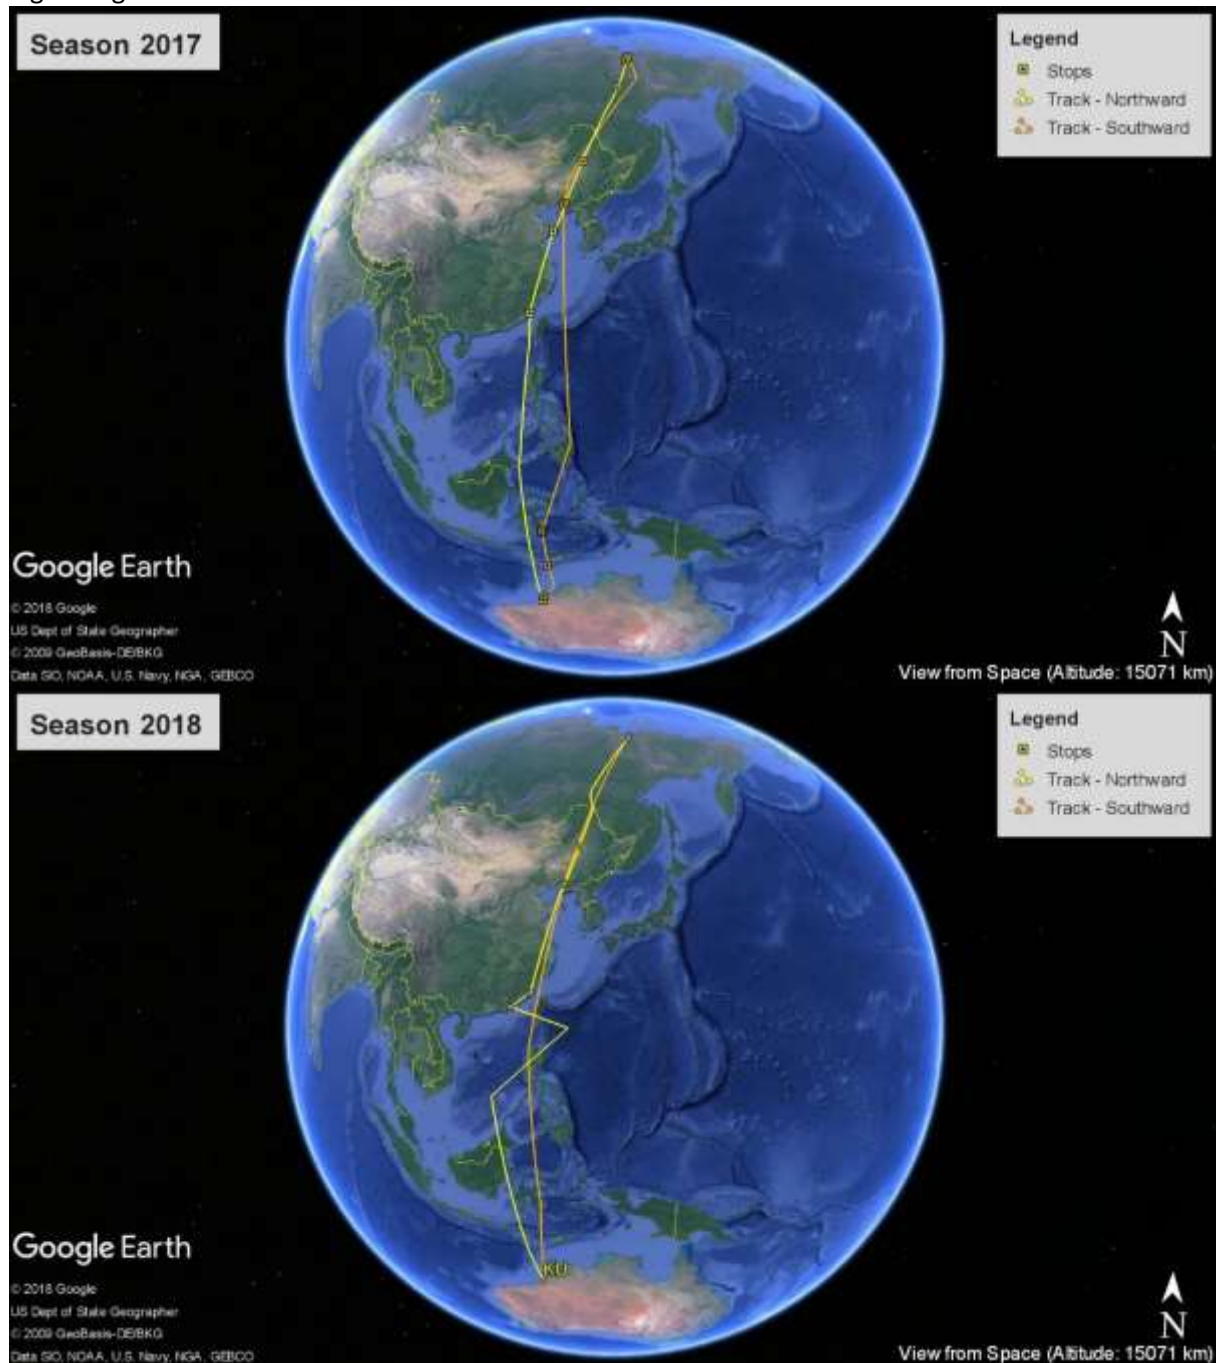 Season 2017
Legend
Stops
Track - Northward
Track - Southward
Google Earth
© 2018 Google
US Dept of State Geographer
© 2009 GeoBasis-DE/BKG
Data SIO, NOAA, U.S. Navy, NGA, GEBCO
N
View from Space (Altitude: 15071 km)
Season 2018
Legend
Stops
Track - Northward
Track - Southward
KU
Google Earth
© 2018 Google
US Dept of State Geographer
© 2009 GeoBasis-DE/BKG
Data SIO, NOAA, U.S. Navy, NGA, GEBCO
N
View from Space (Altitude: 15071 km)